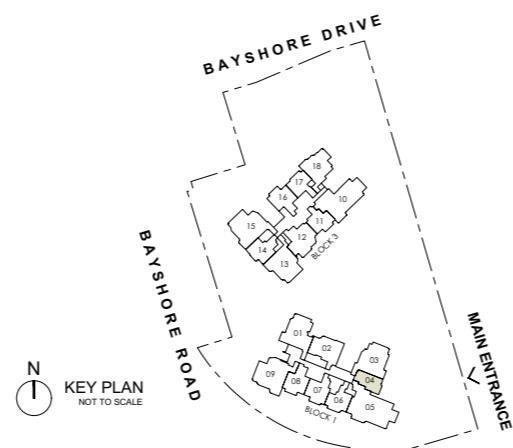 BAYSHORE DRIVE
18
17
16
10
15
11
12
14
13
BLOCK 3
BAYSHORE ROAD
01
02
03
09
08
07
06
04
05
BLOCK 1
MAIN ENTRANCE
N
KEY PLAN
NOT TO SCALE